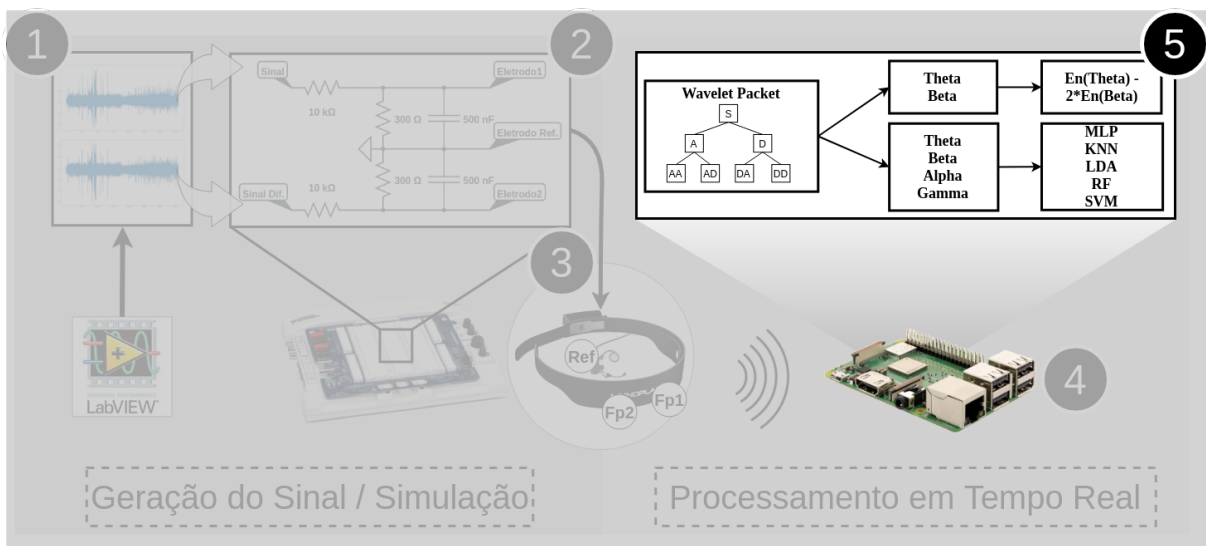 1
2
5
Sinal
Eletrodo1
10 kΩ
300 Ω
500 nF
Eletrodo Ref.
300 Ω
500 nF
10 kΩ
Sinal Dif.
Eletrodo2
Wavelet Packet
S
A
D
AA
AD
DA
DD
Theta
Beta
En(Theta) -
2*En(Beta)
Theta
Beta
Alpha
Gamma
MLP
KNN
LDA
RF
SVM
3
LabVIEW
Ref
Fp2
Fp1
4
Geração do Sinal / Simulação
Processamento em Tempo Real